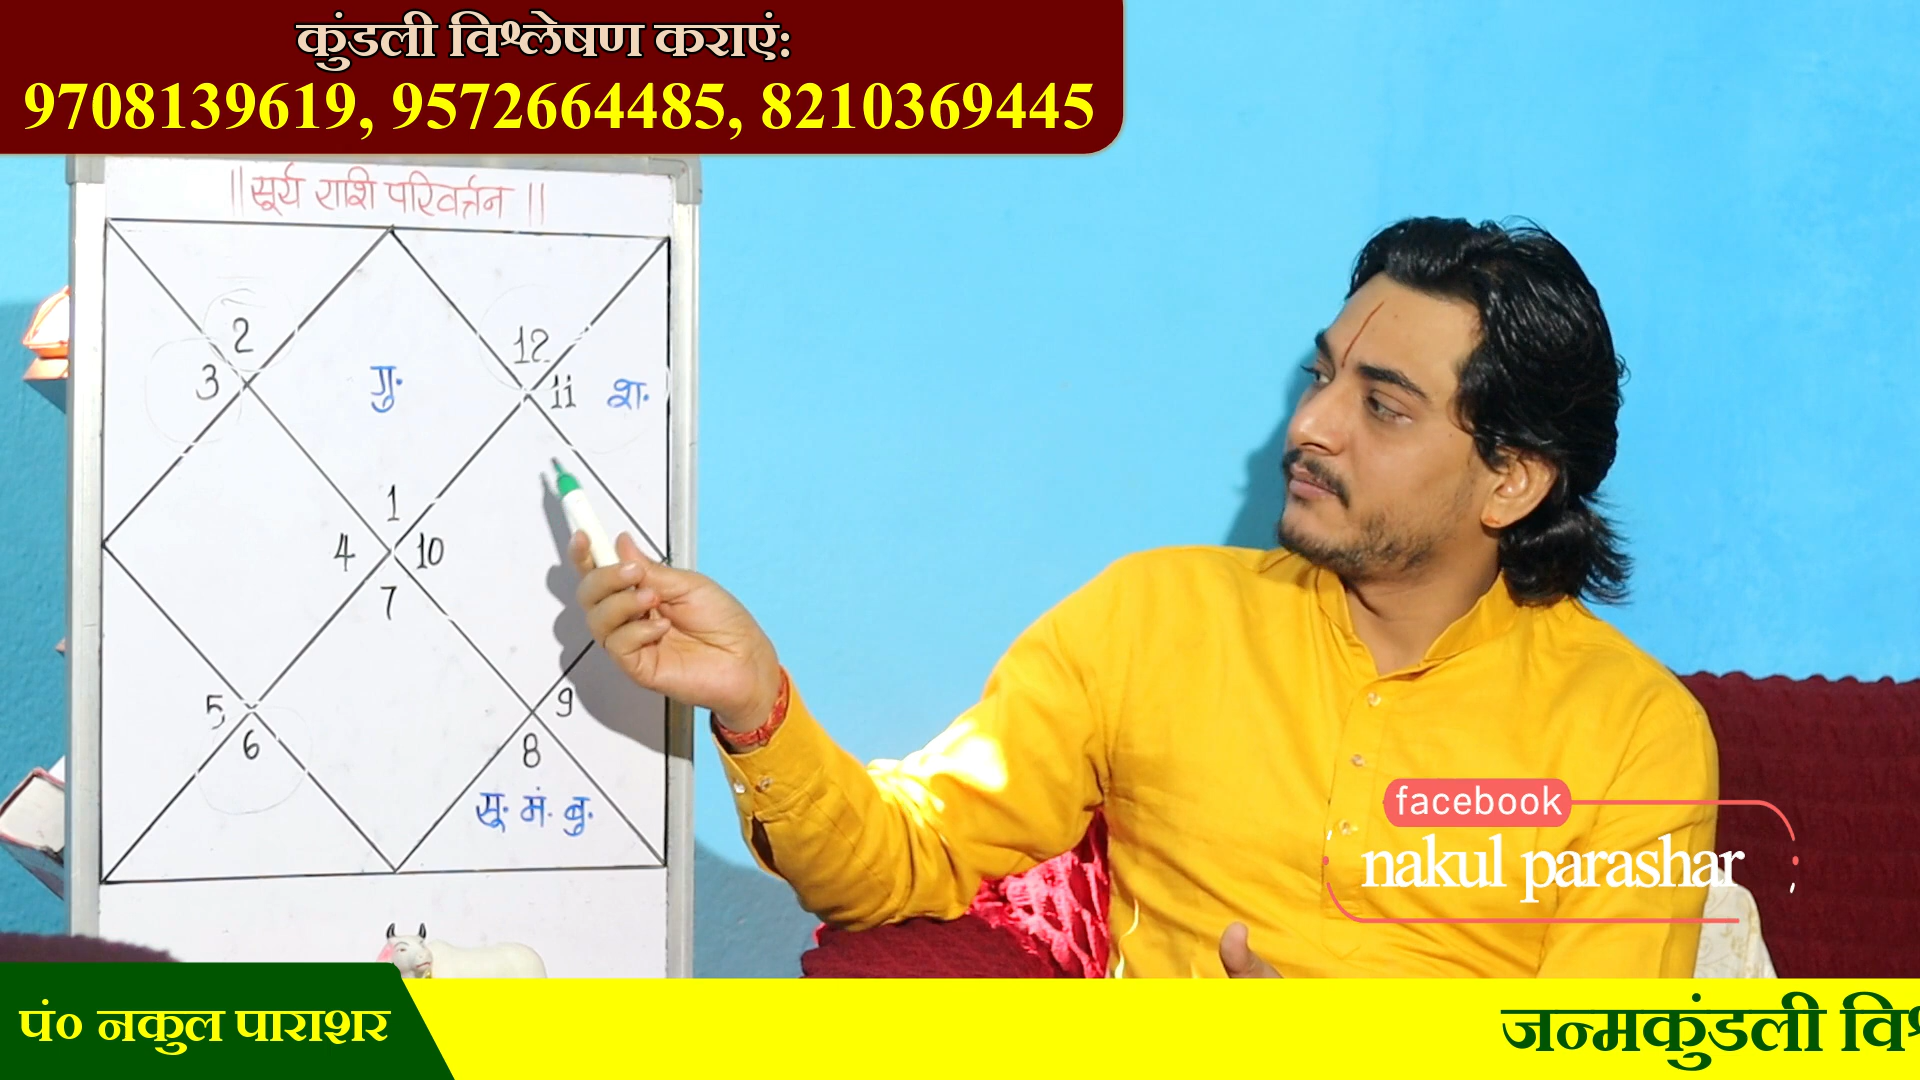 कुंडली विश्लेषण कराएं:
9708139619, 9572664485, 8210369445
||सूर्य राशि परिवर्त्तन||
2
12
3
गु॰
11
श॰
1
4
10
7
5
9
6
8
सू॰ मं॰ बु॰
facebook
nakul parashar
पं० नकुल पाराशर
जन्मकुंडली